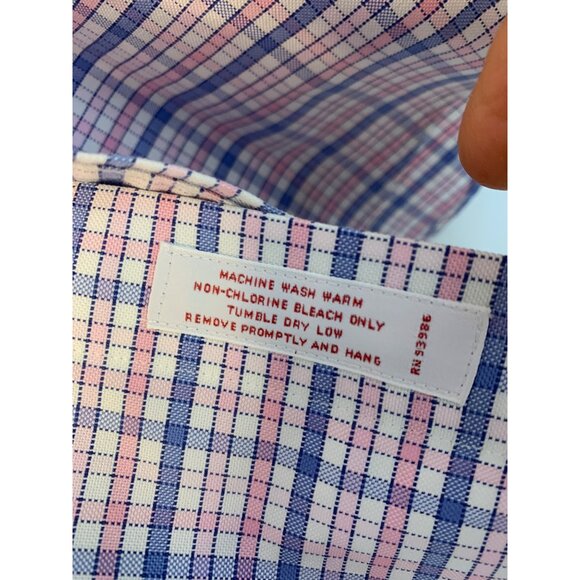 MACHINE WASH WARM
NON-CHLORINE BLEACH ONLY
TUMBLE DRY LOW
REMOVE PROMPTLY AND HANG
RN 93986